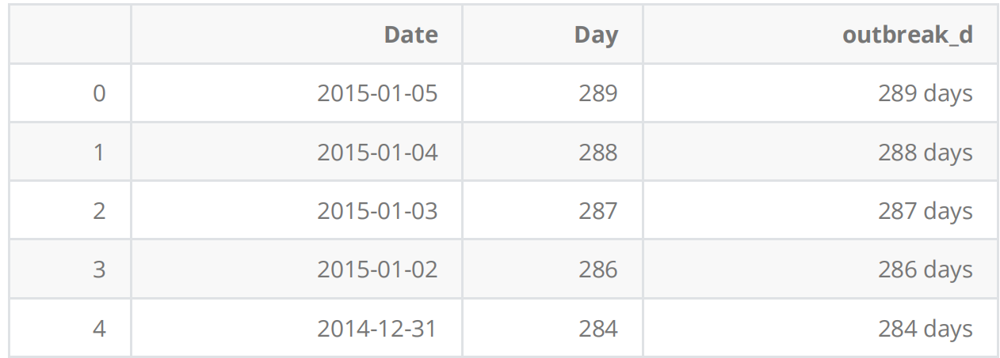 Date Day outbreak_d
0 2015-01-05 289 289 days
1 2015-01-04 288 288 days
2 2015-01-03 287 287 days
3 2015-01-02 286 286 days
4 2014-12-31 284 284 days